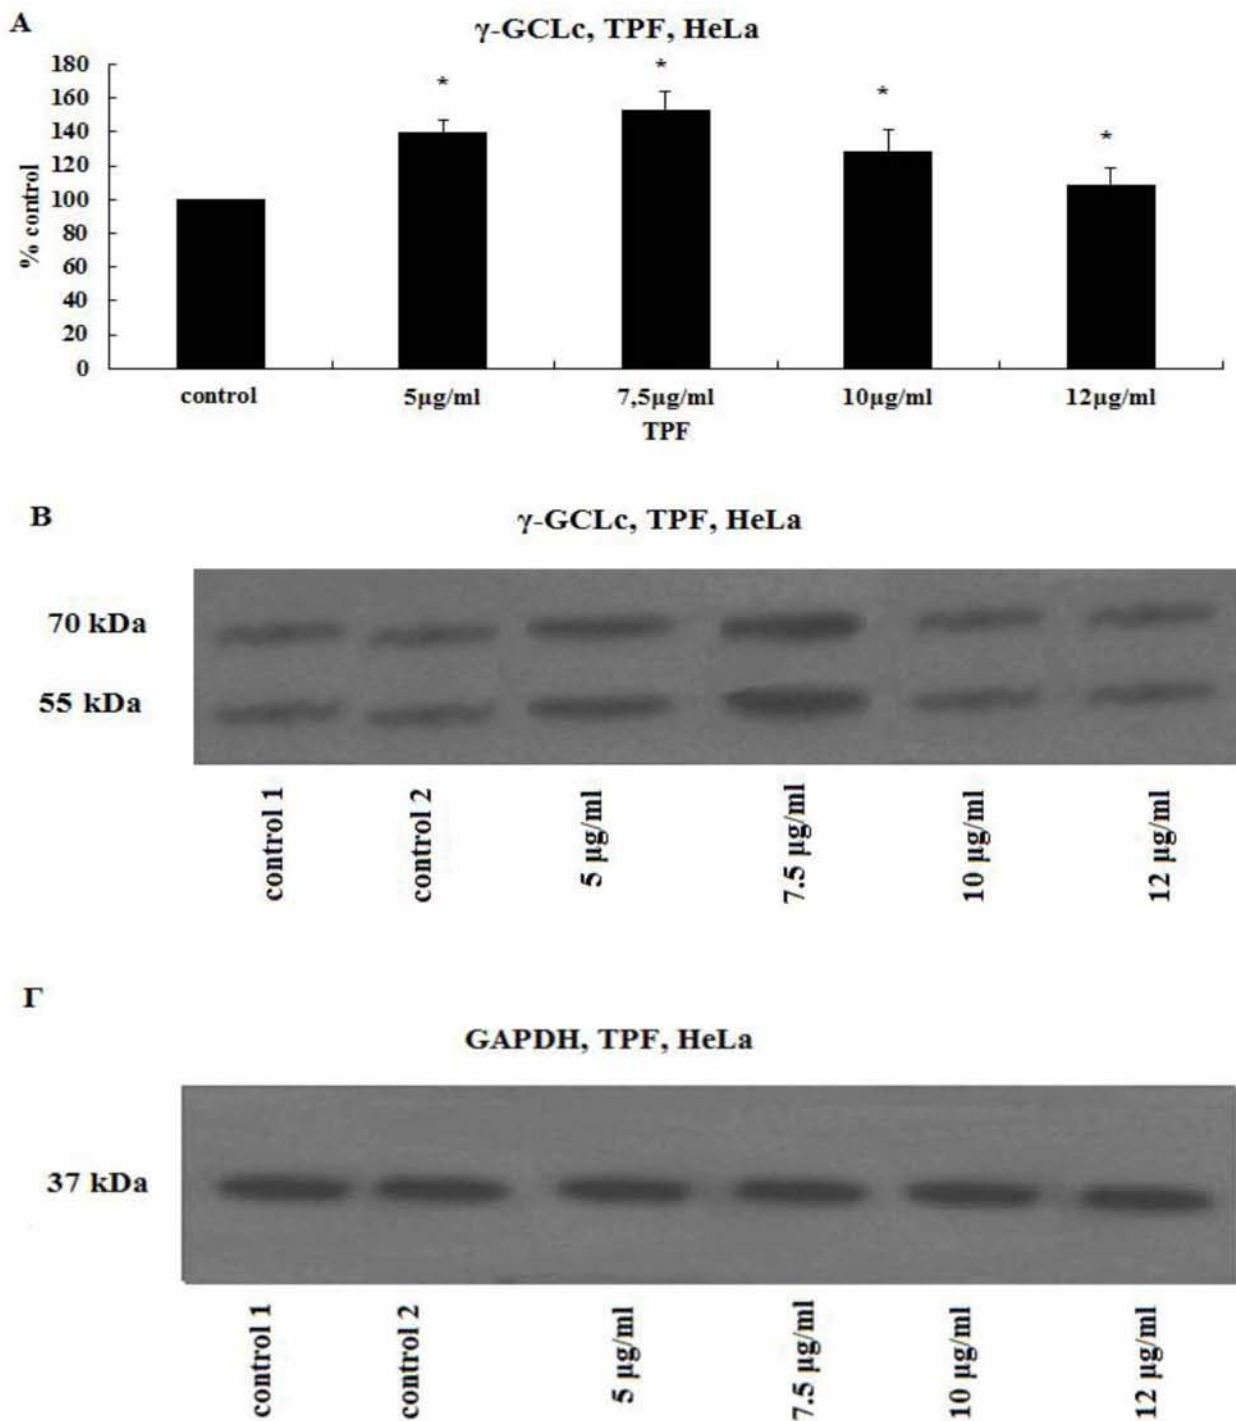 A
γ-GCLc, TPF, HeLa
180
160
140
120
100
80
60
40
20
0
% control
*
*
*
*
control
5μg/ml
7,5μg/ml
10μg/ml
12μg/ml
TPF
B
γ-GCLc, TPF, HeLa
70 kDa
55 kDa
control 1
control 2
5 μg/ml
7.5 μg/ml
10 μg/ml
12 μg/ml
Γ
GAPDH, TPF, HeLa
37 kDa
control 1
control 2
5 μg/ml
7.5 μg/ml
10 μg/ml
12 μg/ml